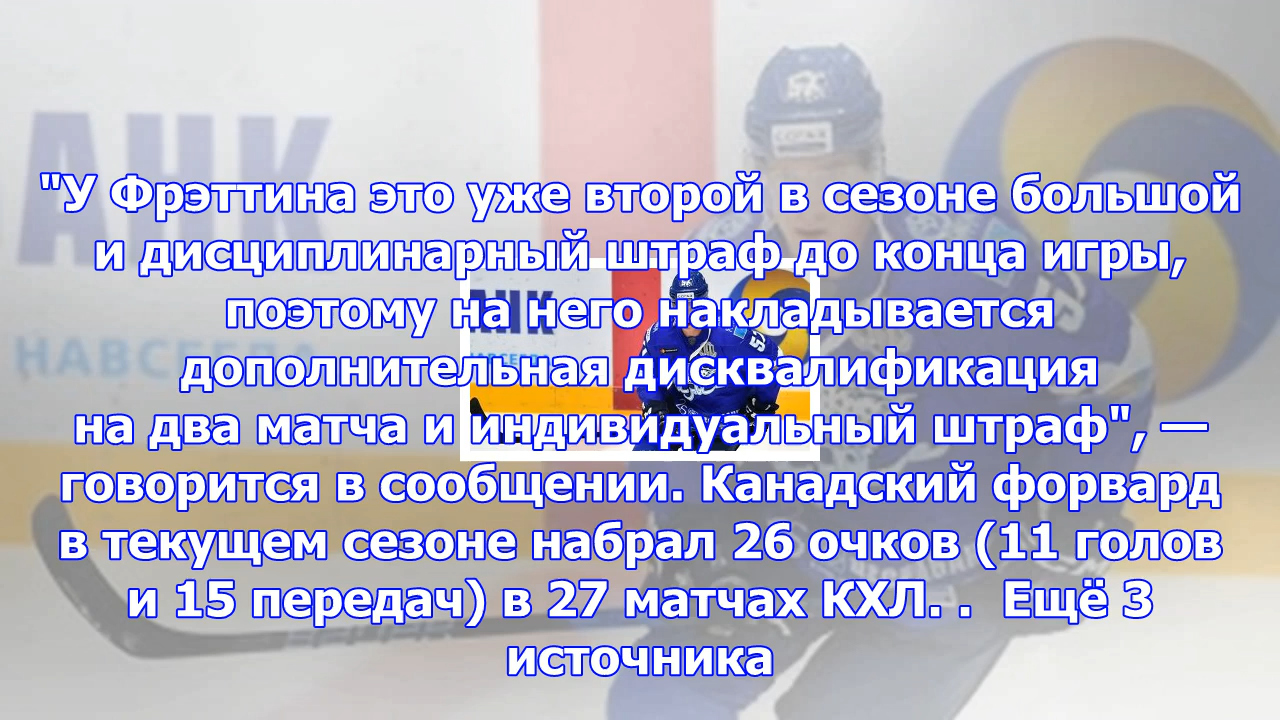 "У Фрэттина это уже второй в сезоне большой
и дисциплинарный штраф до конца игры,
поэтому на него накладывается
дополнительная дисквалификация
на два матча и индивидуальный штраф", —
говорится в сообщении. Канадский форвард
в текущем сезоне набрал 26 очков (11 голов
и 15 передач) в 27 матчах КХЛ. .  Ещё 3
источника